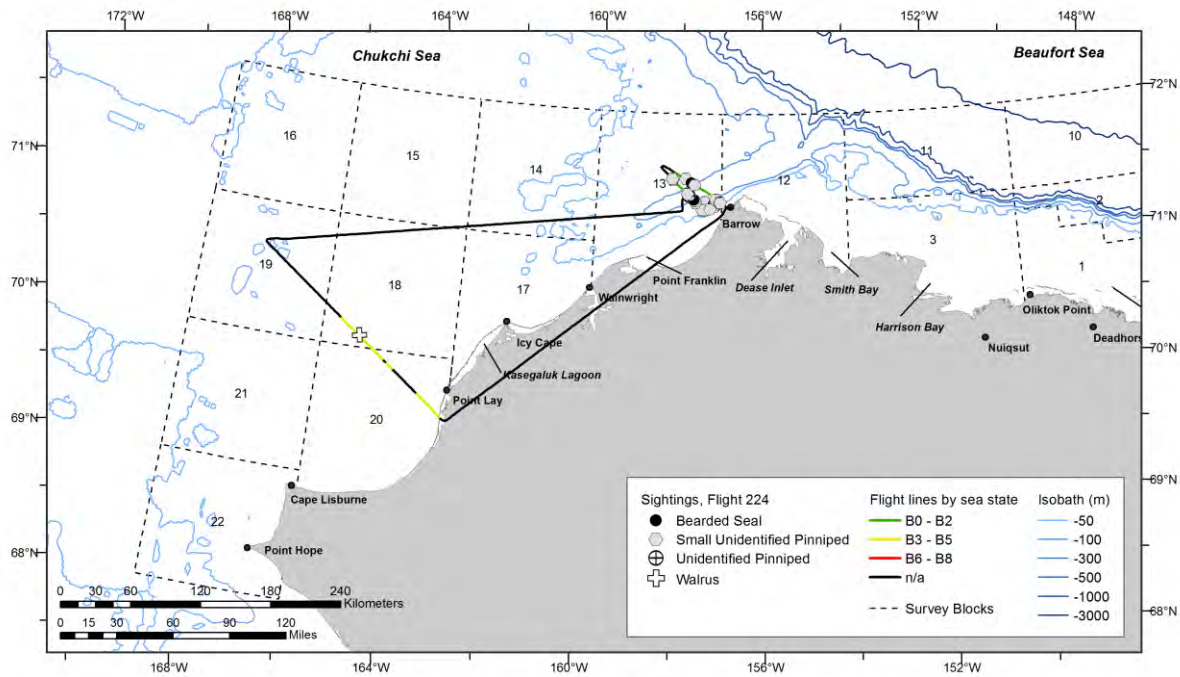 172°W
168°W
164°W
160°W
156°W
152°W
148°W
Chukchi Sea
Beaufort Sea
72°N
71°N
16
15
14
13
12
11
10
2
71°N
Barrow
3
1
70°N
19
18
17
Point Franklin
Dease Inlet
Smith Bay
Wainwright
Harrison Bay
Oliktok Point
Icy Cape
Nuiqsut
Deadhors
70°N
Kasegaluk Lagoon
Point Lay
69°N
21
20
Cape Lisburne
69°N
22
Point Hope
68°N
0 30 60 120 180 240
Kilometers
0 15 30 60 90 120
Miles
68°N
Sightings, Flight 224
Bearded Seal
Small Unidentified Pinniped
Unidentified Pinniped
Walrus
Flight lines by sea state
B0 - B2
B3 - B5
B6 - B8
n/a
Survey Blocks
Isobath (m)
-50
-100
-300
-500
-1000
-3000
168°W
164°W
160°W
156°W
152°W